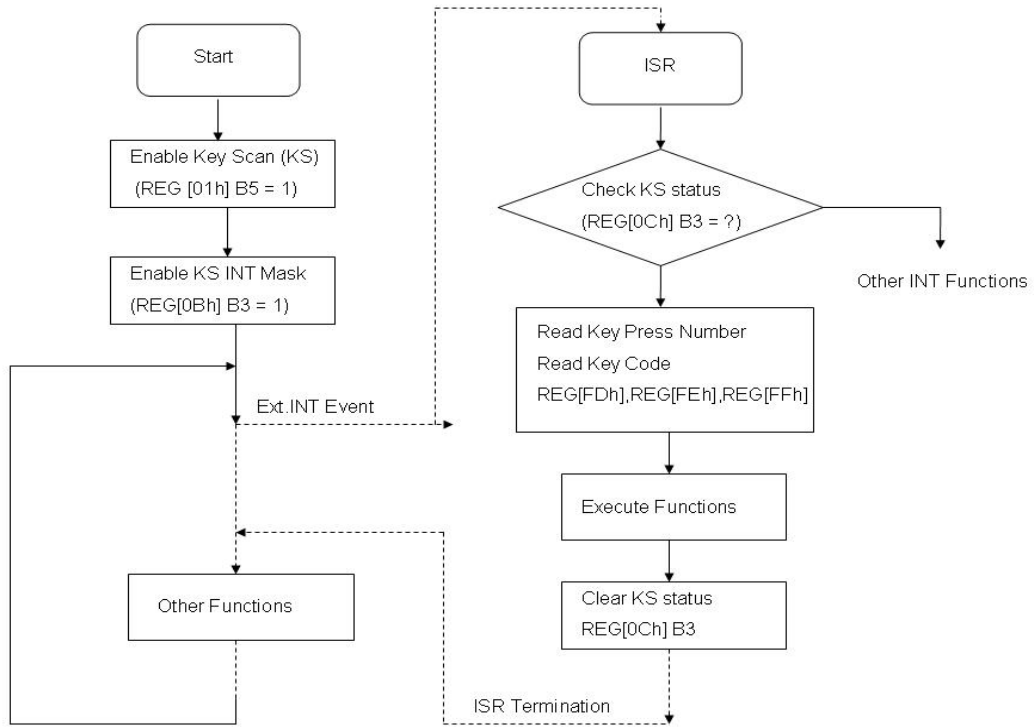 Start
Enable Key Scan (KS)
(REG [01h] B5 = 1)
Enable KS INT Mask
(REG[0Bh] B3 = 1)
Ext.INT Event
Other Functions
ISR
Check KS status
(REG[0Ch] B3 = ?)
Other INT Functions
Read Key Press Number
Read Key Code
REG[FDh],REG[FEh],REG[FFh]
Execute Functions
Clear KS status
REG[0Ch] B3
ISR Termination